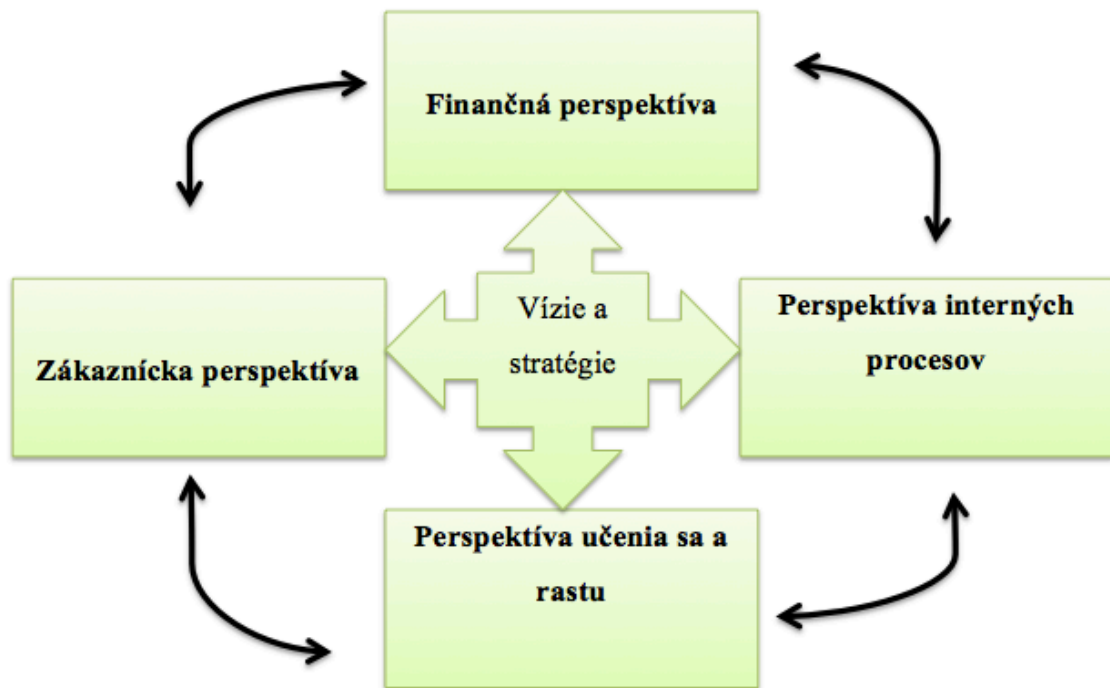 Finančná perspektíva
Zákaznícka perspektíva
Vízie a
stratégie
Perspektíva interných
procesov
Perspektíva učenia sa a
rastu